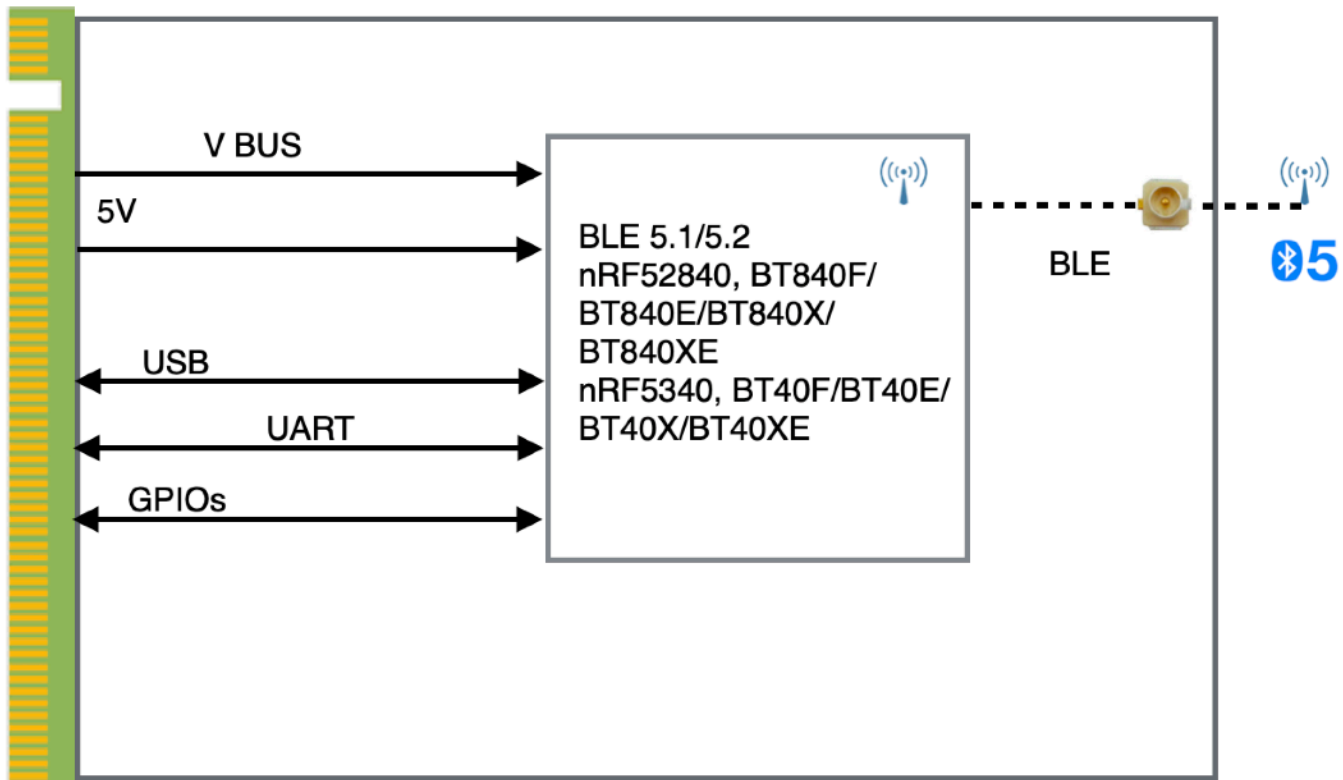 V BUS
5V
USB
UART
GPIOs
BLE 5.1/5.2
nRF52840, BT840F/
BT840E/BT840X/
BT840XE
nRF5340, BT40F/BT40E/
BT40X/BT40XE
BLE
5